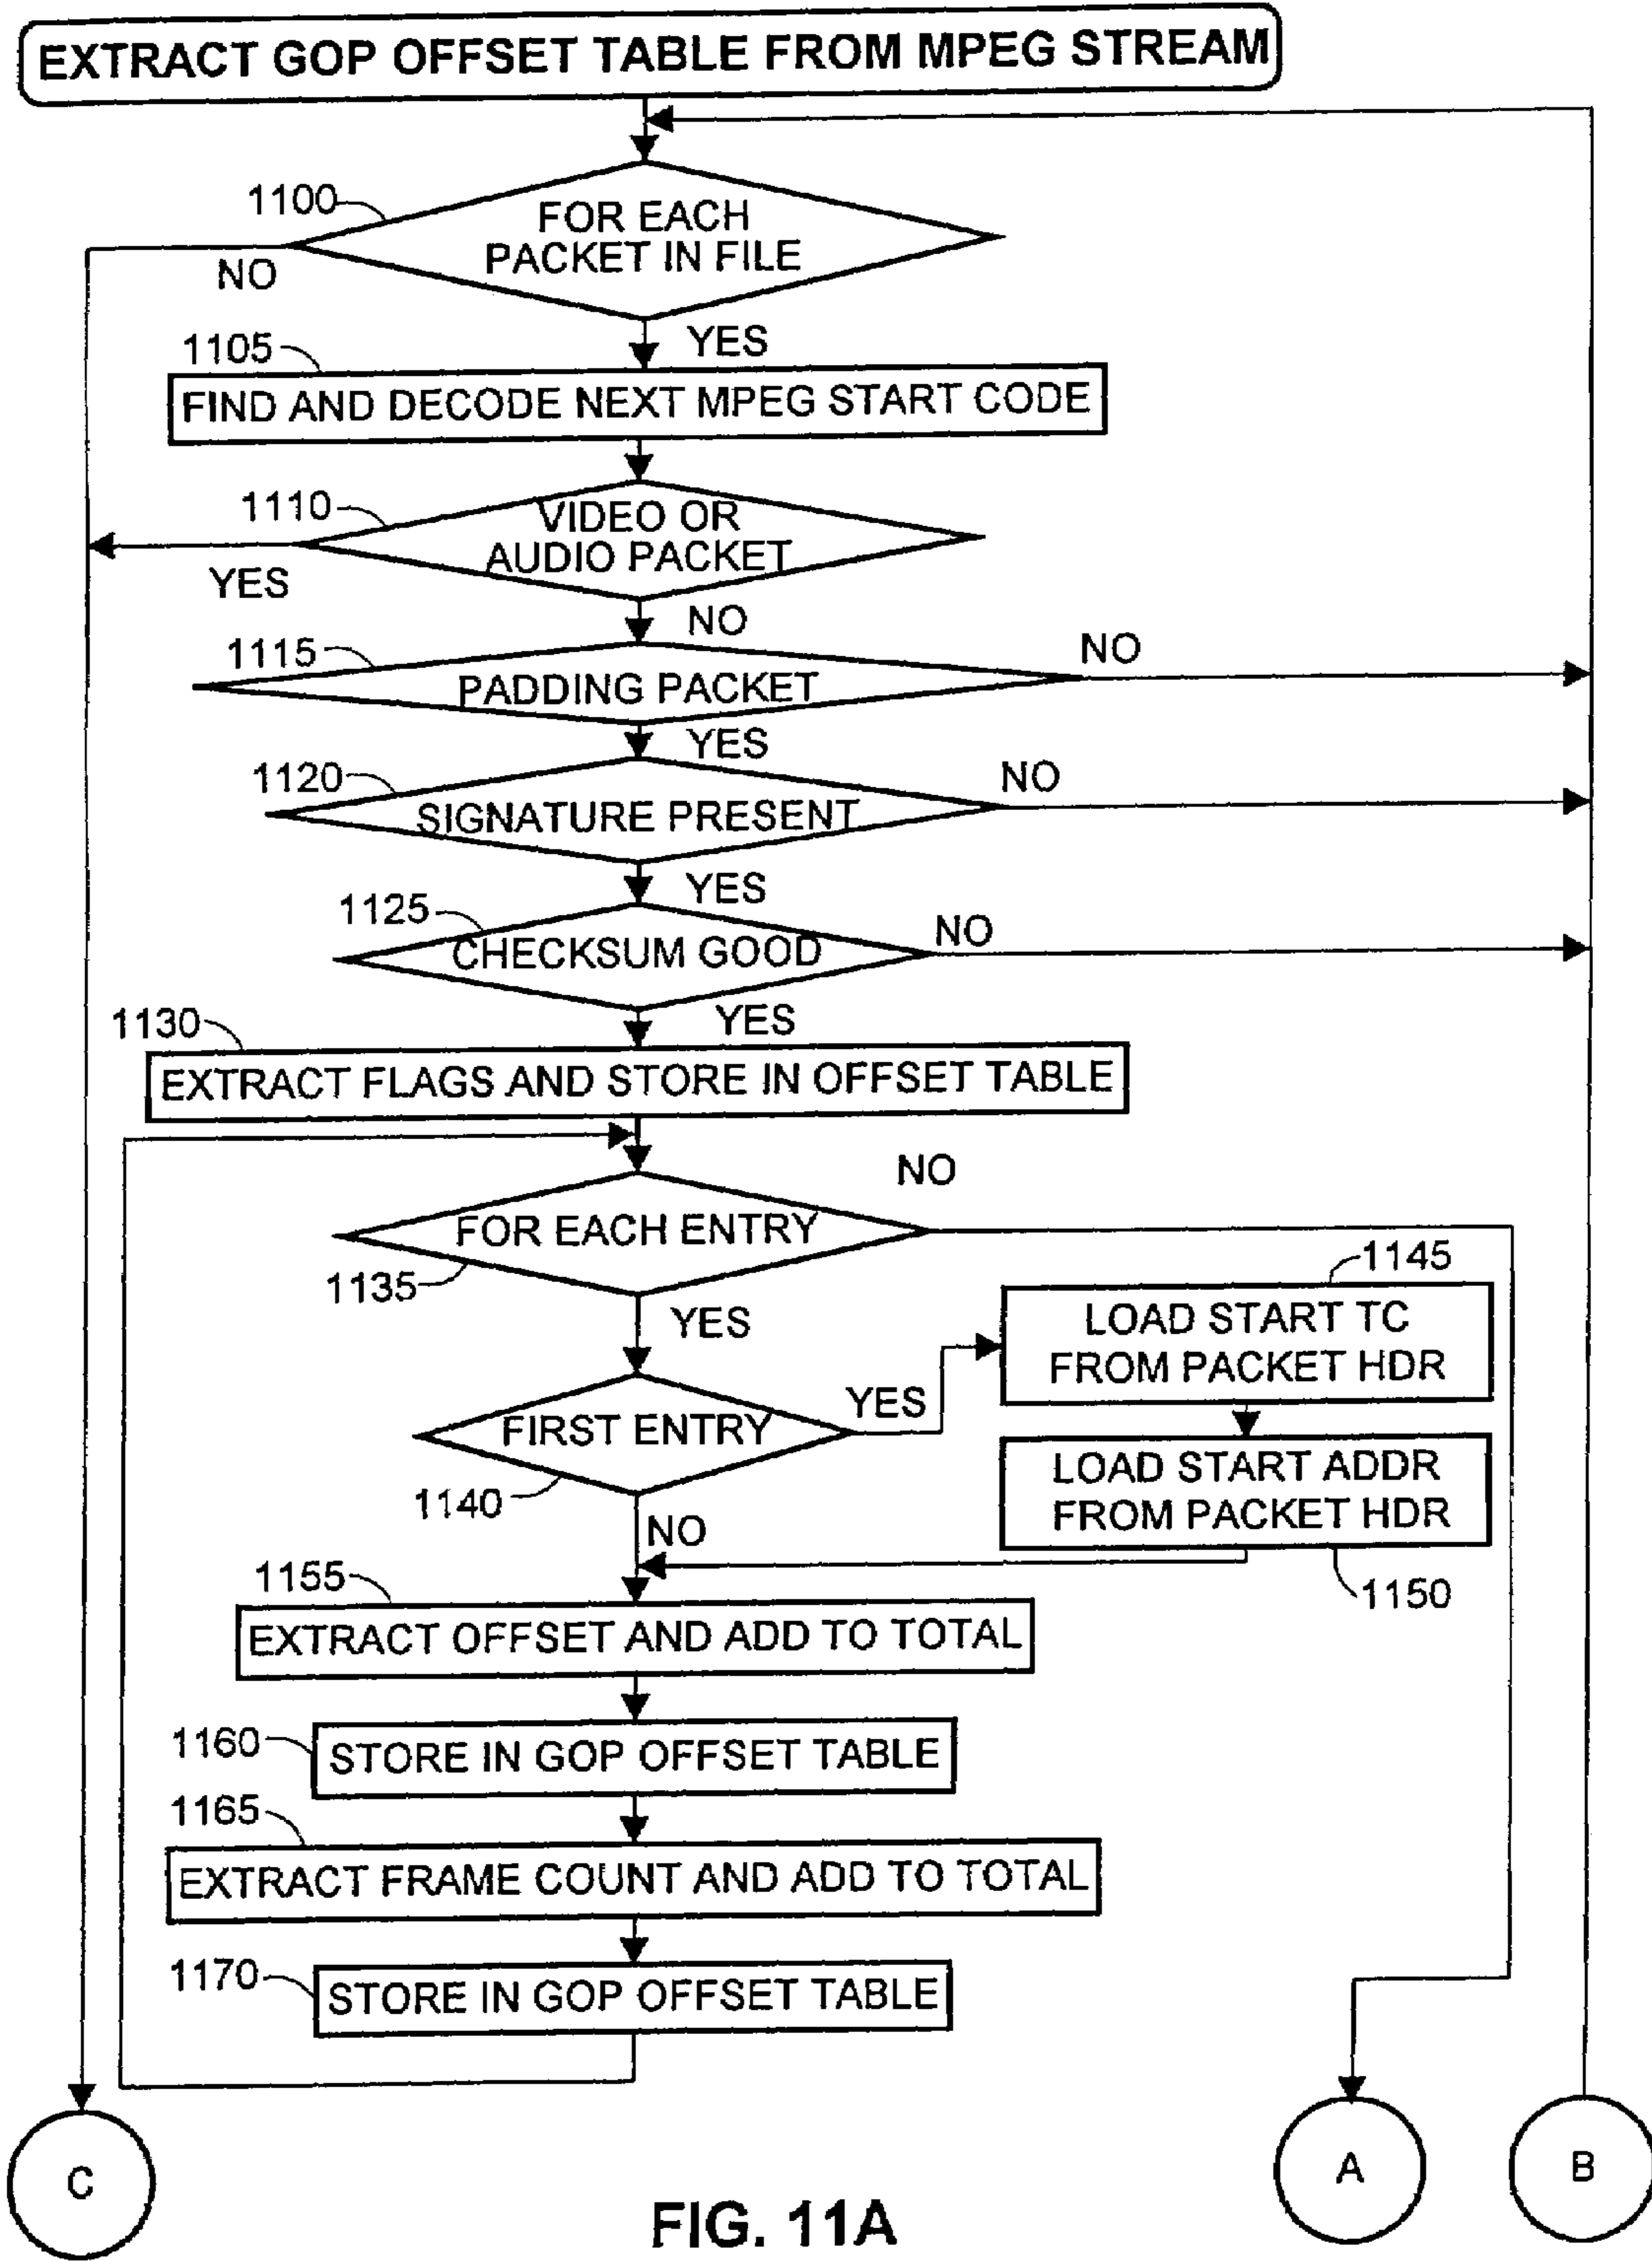 EXTRACT GOP OFFSET TABLE FROM MPEG STREAM
1100
FOR EACH
PACKET IN FILE
NO
YES
1105
FIND AND DECODE NEXT MPEG START CODE
1110
VIDEO OR
AUDIO PACKET
YES
NO
1115
PADDING PACKET
NO
YES
1120
SIGNATURE PRESENT
NO
YES
1125
CHECKSUM GOOD
NO
YES
1130
EXTRACT FLAGS AND STORE IN OFFSET TABLE
NO
FOR EACH ENTRY
1135
YES
1145
LOAD START TC
FROM PACKET HDR
FIRST ENTRY
YES
1140
NO
LOAD START ADDR
FROM PACKET HDR
1150
1155
EXTRACT OFFSET AND ADD TO TOTAL
1160
STORE IN GOP OFFSET TABLE
1165
EXTRACT FRAME COUNT AND ADD TO TOTAL
1170
STORE IN GOP OFFSET TABLE
C
A
B
FIG. 11A